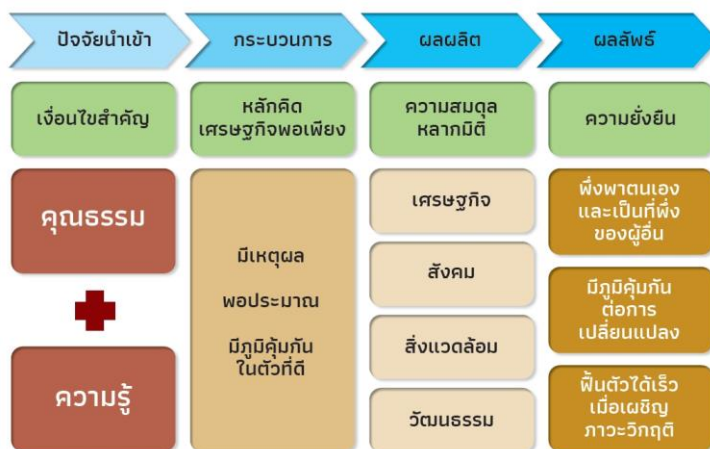 ปัจจัยนำเข้า
กระบวนการ
ผลผลิต
ผลลัพธ์
เงื่อนไขสำคัญ
หลักคิด
เศรษฐกิจพอเพียง
ความสมดุล
หลากมิติ
ความยั่งยืน
คุณธรรม
ความรู้
มีเหตุผล
พอประมาณ
มีภูมิคุ้มกัน
ในตัวที่ดี
เศรษฐกิจ
สังคม
สิ่งแวดล้อม
วัฒนธรรม
พึ่งพาตนเอง
และเป็นที่พึ่ง
ของผู้อื่น
มีภูมิคุ้มกัน
ต่อการ
เปลี่ยนแปลง
ฟื้นตัวได้เร็ว
เมื่อเผชิญ
ภาวะวิกฤติ